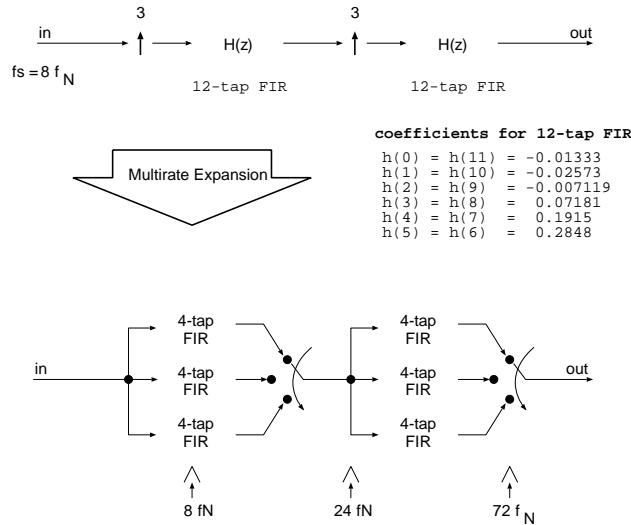 3 3
in H(z) H(z) out
fs = 8 f N
12-tap FIR 12-tap FIR
coefficients for 12-tap FIR
h(0) = h(11) = -0.01333
h(1) = h(10) = -0.02573
h(2) = h(9) = -0.007119
h(3) = h(8) = 0.07181
h(4) = h(7) = 0.1915
h(5) = h(6) = 0.2848
Multirate Expansion
4-tap FIR 4-tap FIR
in 4-tap FIR 4-tap FIR out
4-tap FIR 4-tap FIR
8 fN 24 fN 72 f N